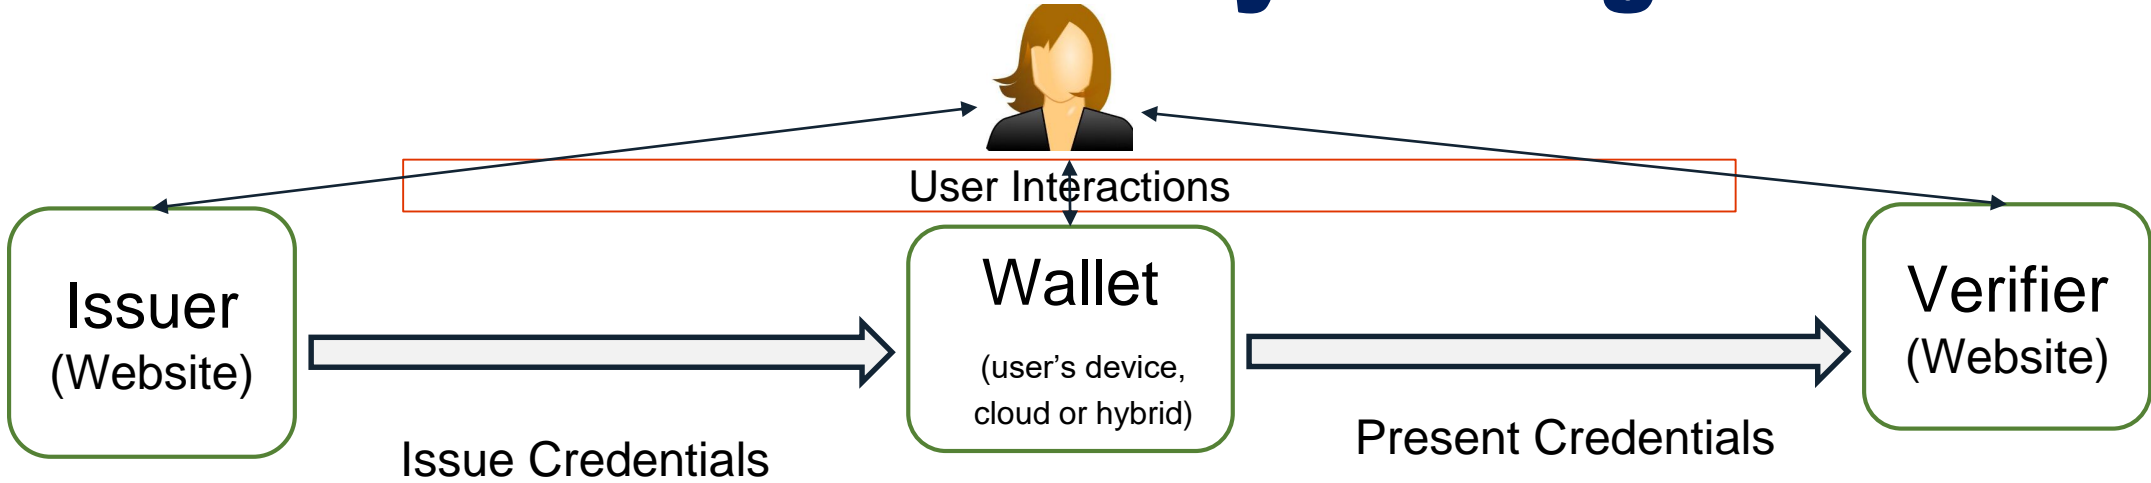 User Interactions
Issuer
(Website)
Wallet
(user’s device,
cloud or hybrid)
Verifier
(Website)
Issue Credentials
Present Credentials